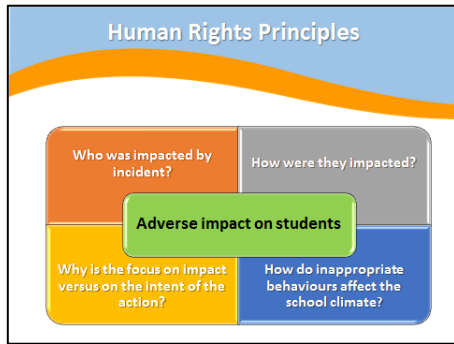 Human Rights Principles
Who was impacted by
incident?
How were they impacted?
Adverse impact on students
Why is the focus on impact
versus on the intent of the
action?
How do inappropriate
behaviours affect the
school climate?